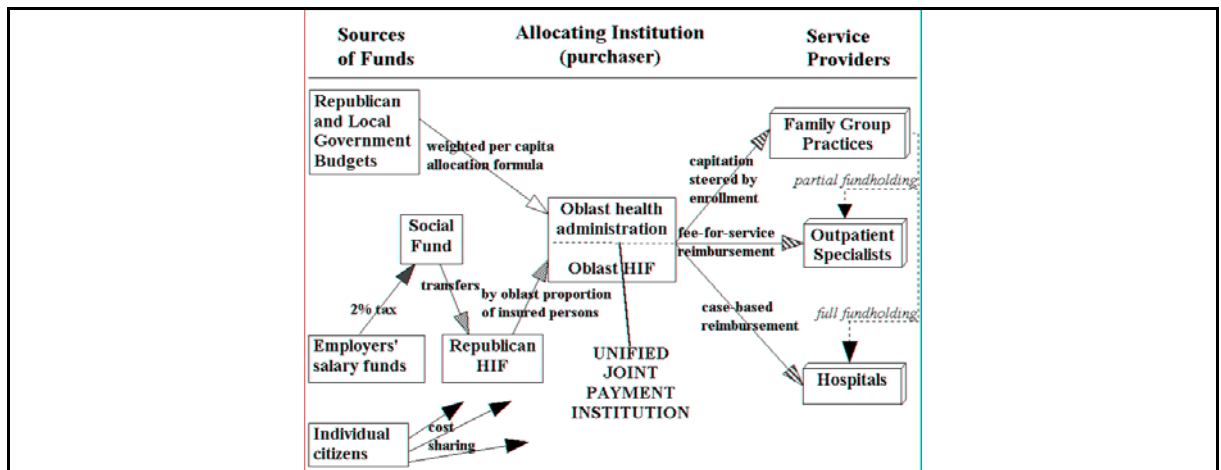 Sources
of Funds
Allocating Institution
(purchaser)
Service
Providers
Republican
and Local
Government
Budgets
weighted per capita
allocation formula
Family Group
Practices
capitation
steered by
enrollment
partial fundholding
Oblast health
administration
Oblast HIF
fee-for-service
reimbursement
Outpatient
Specialists
Social
Fund
transfers
by oblast proportion
of insured persons
2% tax
case-based
reimbursement
full fundholding
Employers'
salary funds
Republican
HIF
UNIFIED
JOINT
PAYMENT
INSTITUTION
Hospitals
Individual
citizens
cost
sharing